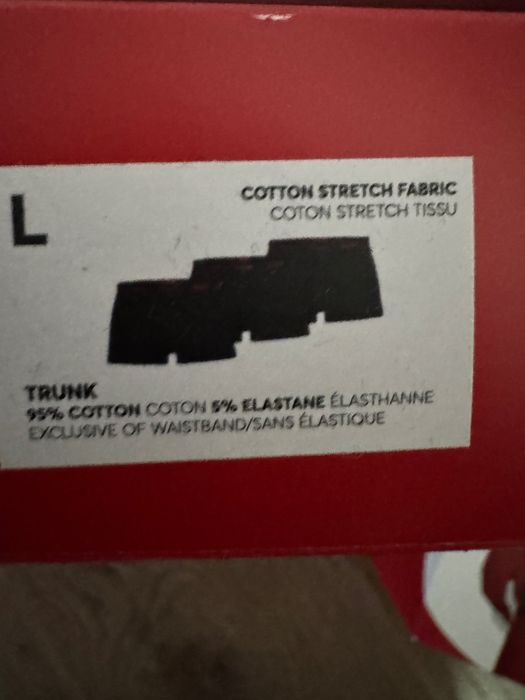 L
COTTON STRETCH FABRIC
COTON STRETCH TISSU
TRUNK
95% COTTON COTON 5% ELASTANE ÉLASTHANNE
EXCLUSIVE OF WAISTBAND/SANS ÉLASTIQUE